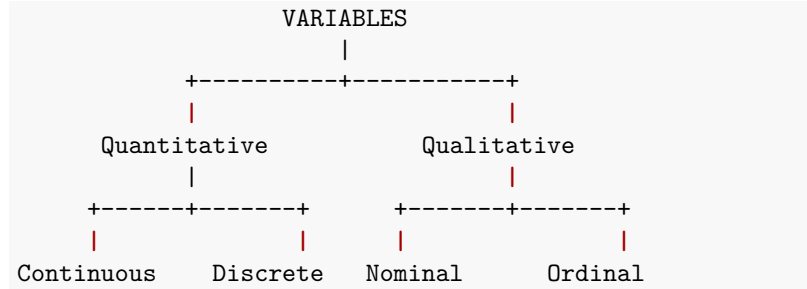 VARIABLES
|
+----------+-----------+
| |
Quantitative Qualitative
| |
+------+-------+ +-------+-------+
| | | |
Continuous Discrete Nominal Ordinal